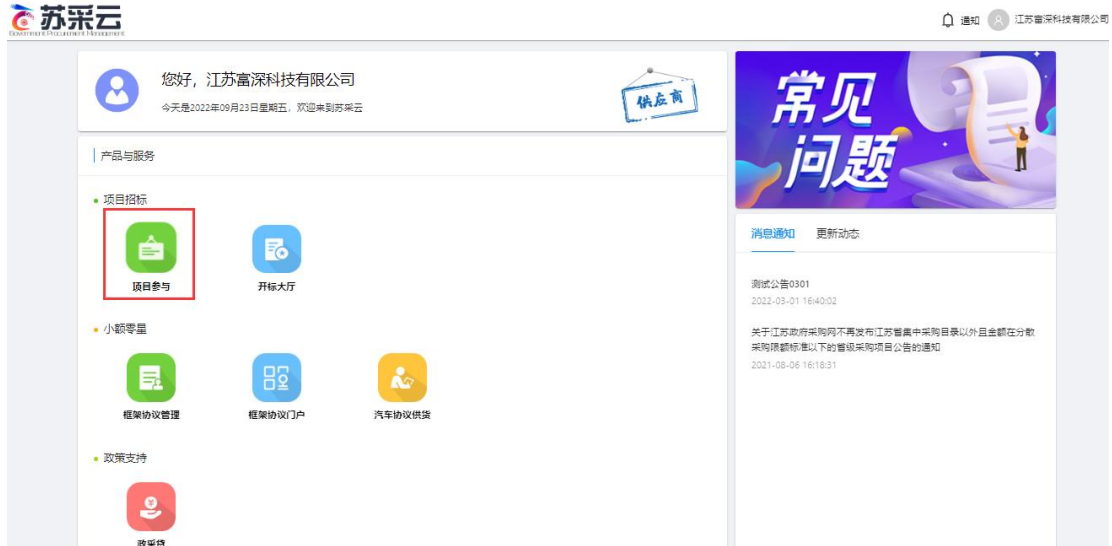 苏采云
Government Procurement Management
通知
江苏富深科技有限公司
您好，江苏富深科技有限公司
今天是2022年09月23日星期五，欢迎来到苏采云
供应商
常见
问题
产品与服务
项目招标
项目参与
开标大厅
小额零星
框架协议管理
框架协议门户
汽车协议供货
政策支持
政采贷
消息通知
更新动态
测试公告0301
2022-03-01 16:40:02
关于江苏政府采购网不再发布江苏省集中采购目录以外且金额在分散
采购限额标准以下的省级采购项目公告的通知
2021-08-06 16:18:31